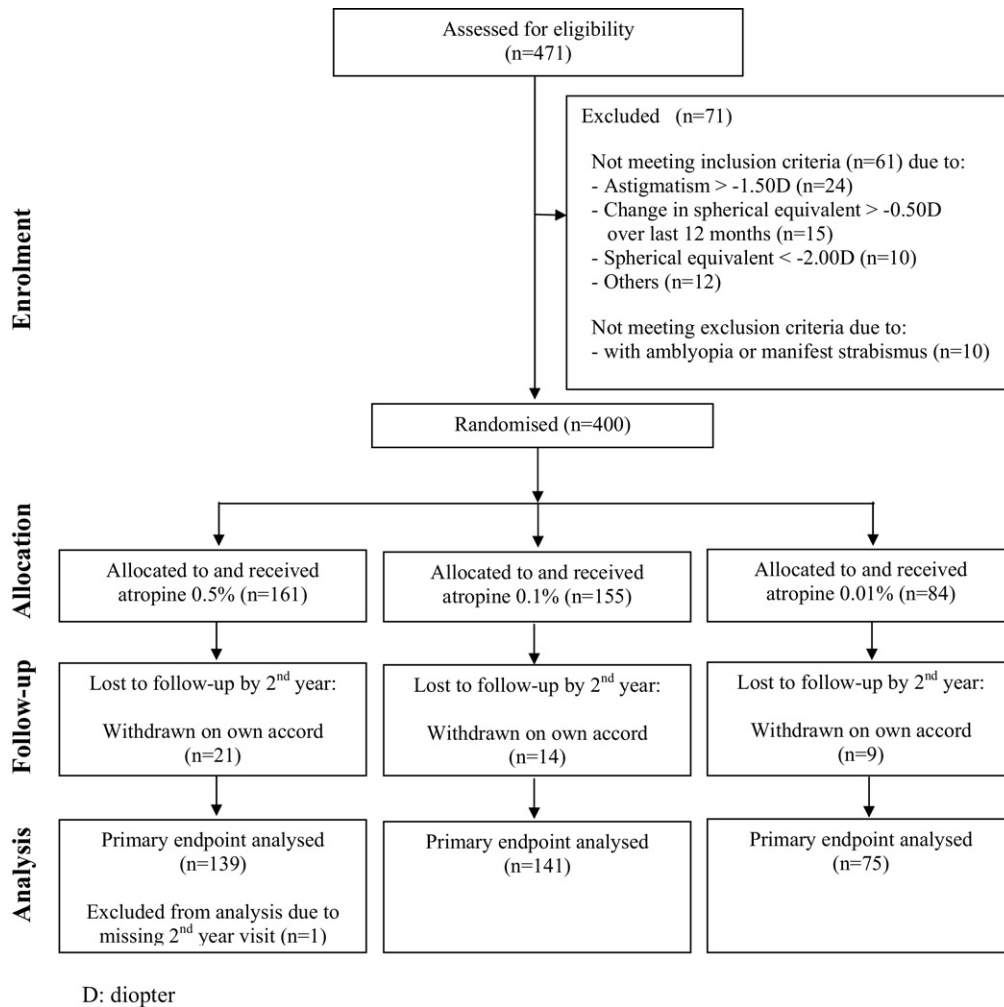 Assessed for eligibility
(n=471)
Enrolment
Excluded (n=71)
Not meeting inclusion criteria (n=61) due to:
- Astigmatism > -1.50D (n=24)
- Change in spherical equivalent > -0.50D
over last 12 months (n=15)
- Spherical equivalent < -2.00D (n=10)
- Others (n=12)
Not meeting exclusion criteria due to:
- with amblyopia or manifest strabismus (n=10)
Randomised (n=400)
Allocation
Allocated to and received
atropine 0.5% (n=161)
Allocated to and received
atropine 0.1% (n=155)
Allocated to and received
atropine 0.01% (n=84)
Follow-up
Lost to follow-up by 2nd year:
Withdrawn on own accord
(n=21)
Lost to follow-up by 2nd year:
Withdrawn on own accord
(n=14)
Lost to follow-up by 2nd year:
Withdrawn on own accord
(n=9)
Analysis
Primary endpoint analysed
(n=139)
Excluded from analysis due to
missing 2nd year visit (n=1)
Primary endpoint analysed
(n=141)
Primary endpoint analysed
(n=75)
D: diopter